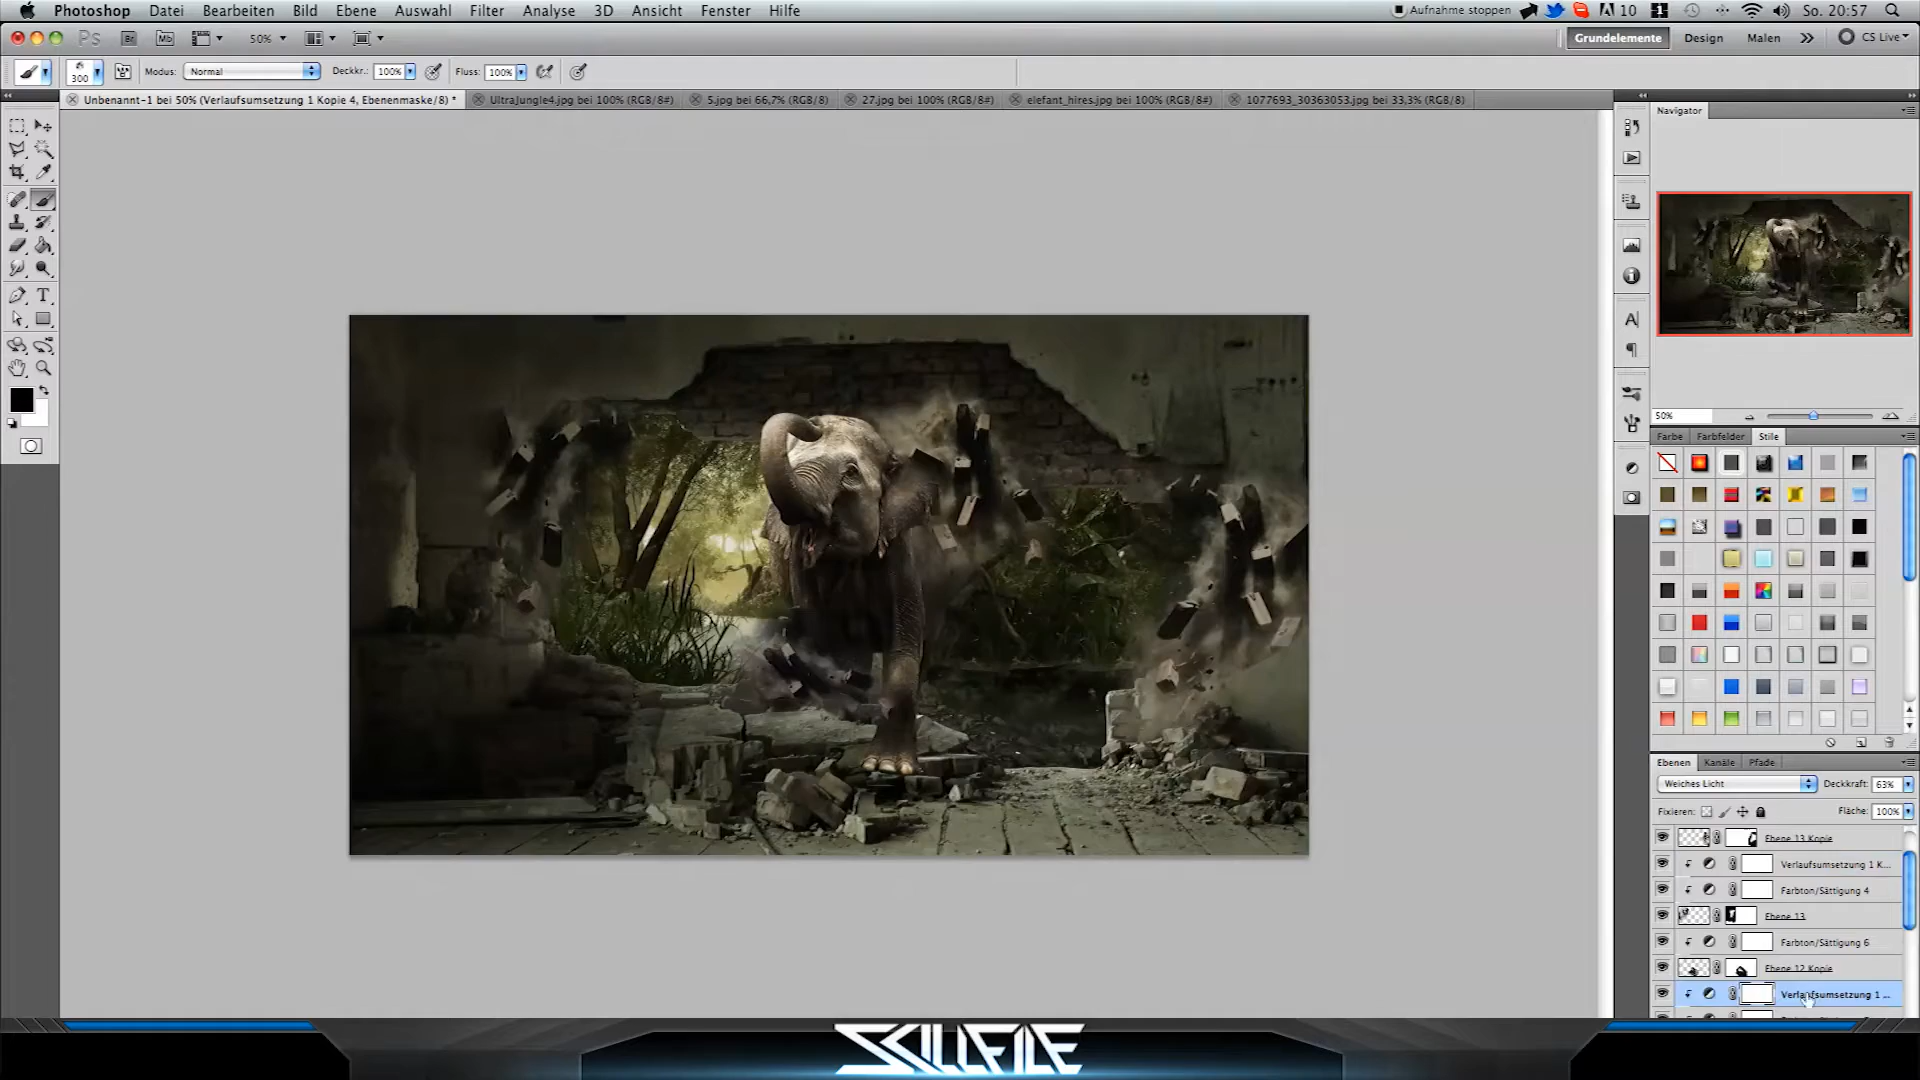 Photoshop Datei Bearbeiten Bild Ebene Auswahl Filter Analyse 3D Ansicht Fenster Hilfe
Aufnahme stoppen 10 So. 20:57
Ps Br Mb 50% Grundelemente Design Malen CS Live
300 Modus: Normal Deckkr.: 100% Fluss: 100%
Unbenannt-1 bei 50% (Verlaufsumsetzung 1 Kopie 4, Ebenenmaske/8) * UltraJungle4.jpg bei 100% (RGB/8#) 5.jpg bei 66,7% (RGB/8) 27.jpg bei 100% (RGB/8#) elefant_hires.jpg bei 100% (RGB/8#) 1077693_30363053.jpg bei 33,3% (RGB/8)
Navigator
50%
Farbe Farbfelder Stile
Ebenen Kanäle Pfade
Weiches Licht Deckkraft: 63%
Fixieren: Fläche: 100%
Ebene 13 Kopie
Verlaufsumsetzung 1 K...
Farbton/Sättigung 4
Ebene 13
Farbton/Sättigung 6
Ebene 12 Kopie
Verlaufsumsetzung 1 ...
SKILLFILE